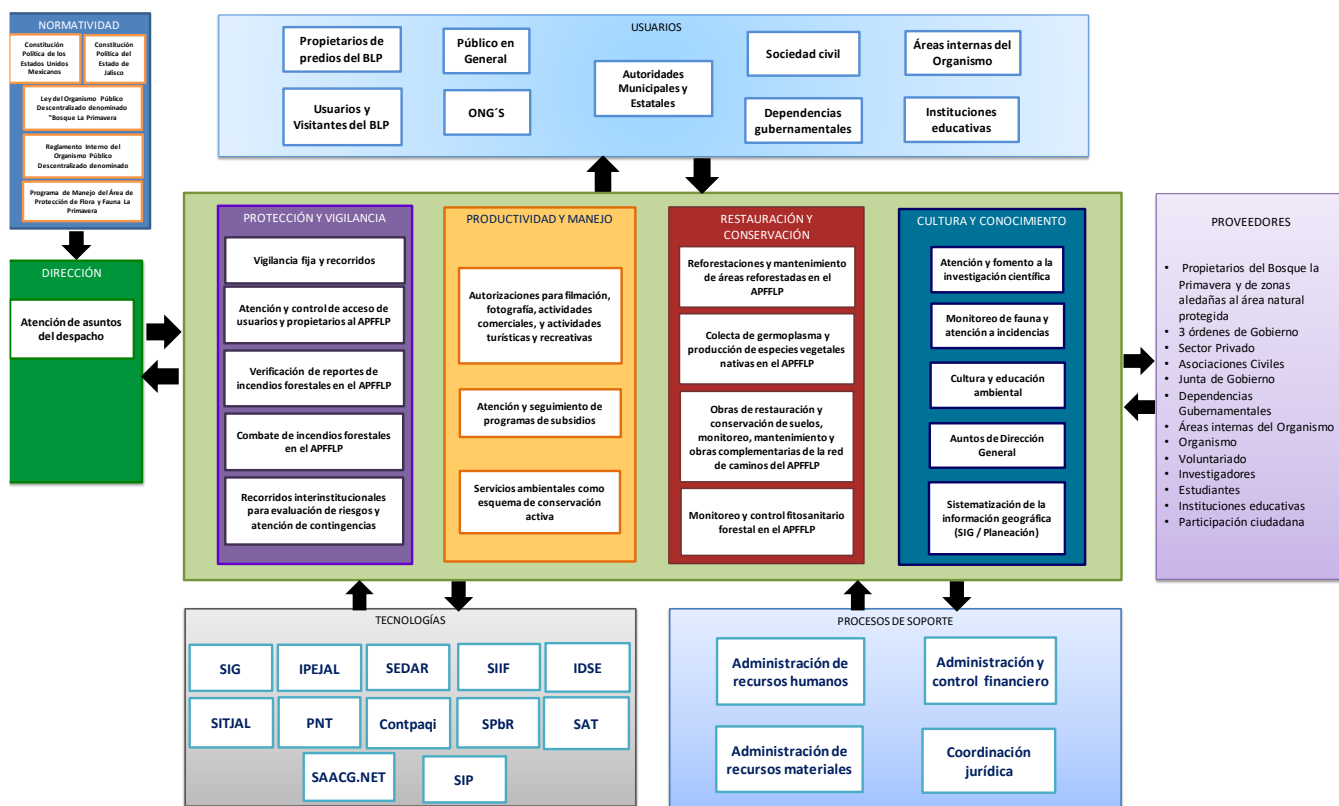 NORMATIVIDAD
Constitución
Política de los
Estados Unidos
Mexicanos
Constitución
Política del
Estado de
Jalisco
Ley del Organismo Público
Descentralizado denominado
"Bosque La Primavera
Reglamento Interno del
Organismo Público
Descentralizado denominado
Programa de Manejo del Área de
Protección de Flora y Fauna La
Primavera
USUARIOS
Propietarios de
predios del BLP
Público en
General
Autoridades
Municipales y
Estatales
Sociedad civil
Áreas internas del
Organismo
Usuarios y
Visitantes del BLP
ONG´S
Dependencias
gubernamentales
Instituciones
educativas
DIRECCIÓN
Atención de asuntos
del despacho
PROTECCIÓN Y VIGILANCIA
Vigilancia fija y recorridos
Atención y control de acceso de
usuarios y propietarios al APFFLP
Verificación de reportes de
incendios forestales en el APFFLP
Combate de incendios forestales
en el APFFLP
Recorridos interinstitucionales
para evaluación de riesgos y
atención de contingencias
PRODUCTIVIDAD Y MANEJO
Autorizaciones para filmación,
fotografía, actividades
comerciales, y actividades
turísticas y recreativas
Atención y seguimiento de
programas de subsidios
Servicios ambientales como
esquema de conservación
activa
RESTAURACIÓN Y
CONSERVACIÓN
Reforestaciones y mantenimiento
de áreas reforestadas en el
APFFLP
Colecta de germoplasma y
producción de especies vegetales
nativas en el APFFLP
Obras de restauración y
conservación de suelos,
monitoreo, mantenimiento y
obras complementarias de la red
de caminos del APFFLP
Monitoreo y control fitosanitario
forestal en el APFFLP
CULTURA Y CONOCIMIENTO
Atención y fomento a la
investigación científica
Monitoreo de fauna y
atención a incidencias
Cultura y educación
ambiental
Auntos de Dirección
General
Sistematización de la
información geográfica
(SIG / Planeación)
PROVEEDORES
• Propietarios del Bosque la
Primavera y de zonas
aledañas al área natural
protegida
• 3 órdenes de Gobierno
• Sector Privado
• Asociaciones Civiles
• Junta de Gobierno
• Dependencias
Gubernamentales
• Áreas internas del Organismo
• Organismo
• Voluntariado
• Investigadores
• Estudiantes
• Instituciones educativas
• Participación ciudadana
TECNOLOGÍAS
SIG
IPEJAL
SEDAR
SIIF
IDSE
SITJAL
PNT
Contpaqi
SPbR
SAT
SAACG.NET
SIP
PROCESOS DE SOPORTE
Administración de
recursos humanos
Administración y
control financiero
Administración de
recursos materiales
Coordinación
jurídica